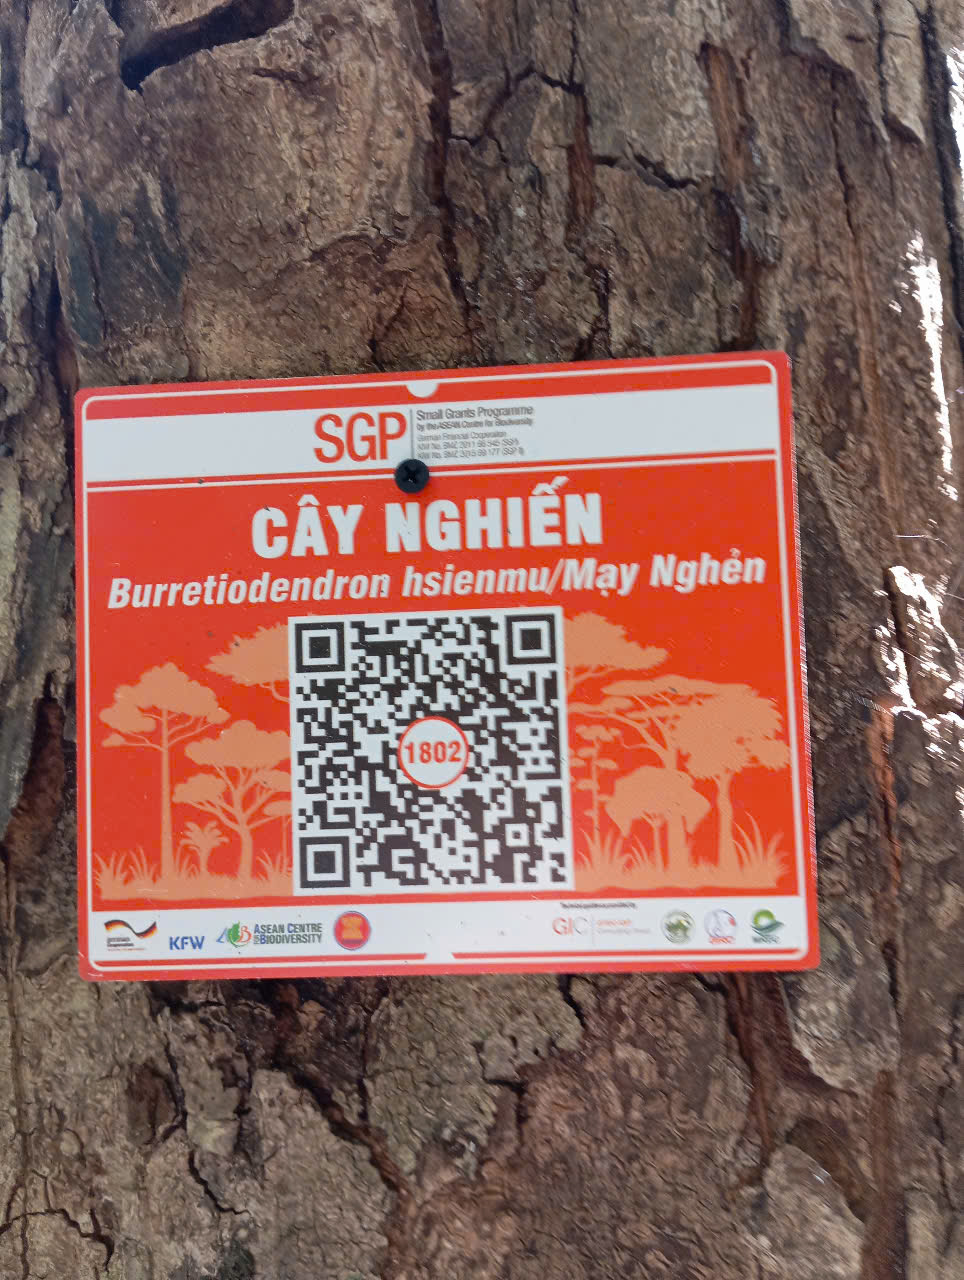 SGP
Small Grants Programme
by the ASEAN Centre for Biodiversity
German Financial Cooperation
CÂY NGHIẾN
Burretiodendron hsienmu/Mạy Nghẻn
1802
KFW
ASEAN CENTRE
FOR BIODIVERSITY
GIC